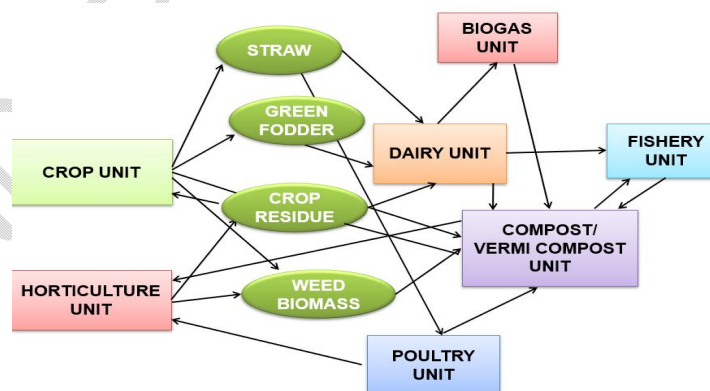 STRAW
BIOGAS
UNIT
GREEN
FODDER
CROP UNIT
DAIRY UNIT
FISHERY
UNIT
CROP
RESIDUE
COMPOST/
VERMI COMPOST
UNIT
HORTICULTURE
UNIT
WEED
BIOMASS
POULTRY
UNIT